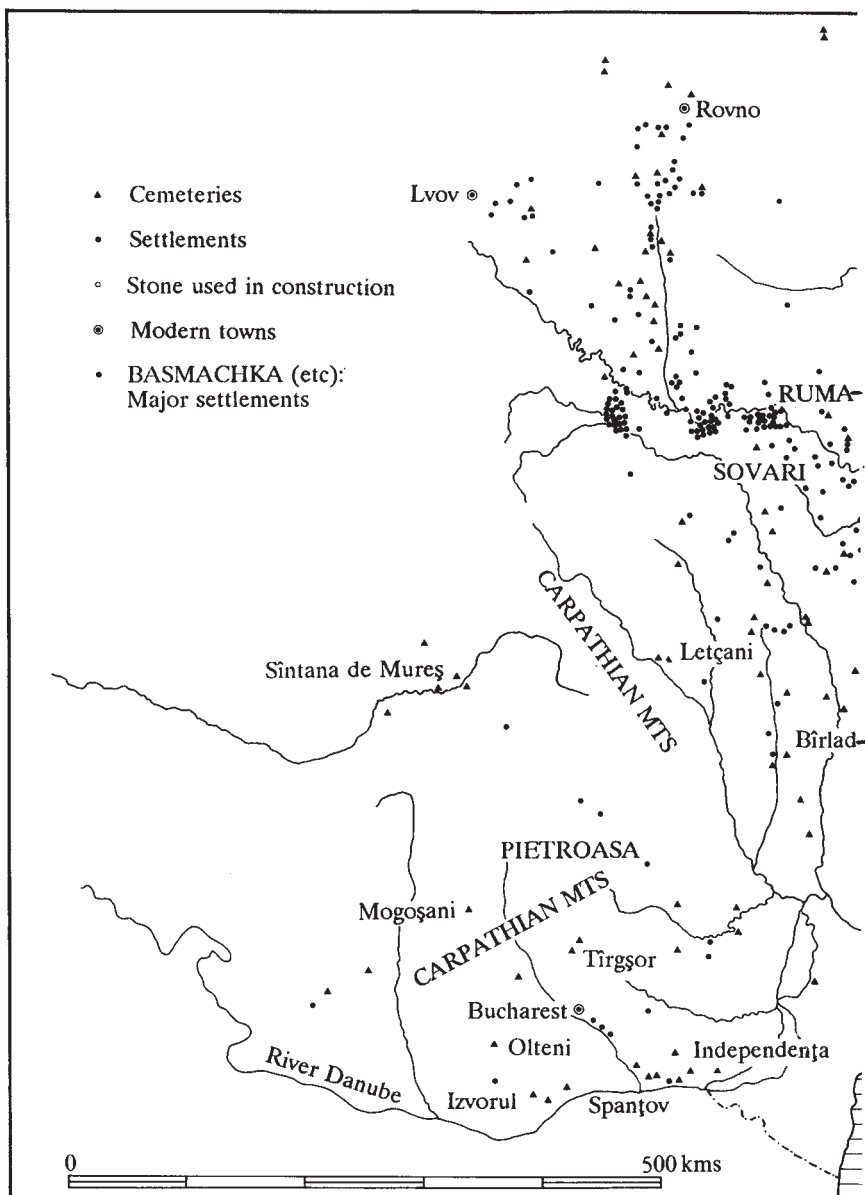 Rovno
Lvov
Cemeteries
Settlements
Stone used in construction
Modern towns
BASMACHKA (etc):
Major settlements
RUMA
SOVARI
CARPATHIAN MTS
Letçani
Sîntana de Mureş
Bîrlad
PIETROASA
CARPATHIAN MTS
Mogoşani
Tîrgşor
Bucharest
Olteni
Independenţa
River Danube
Izvorul
Spanţov
0
500 kms